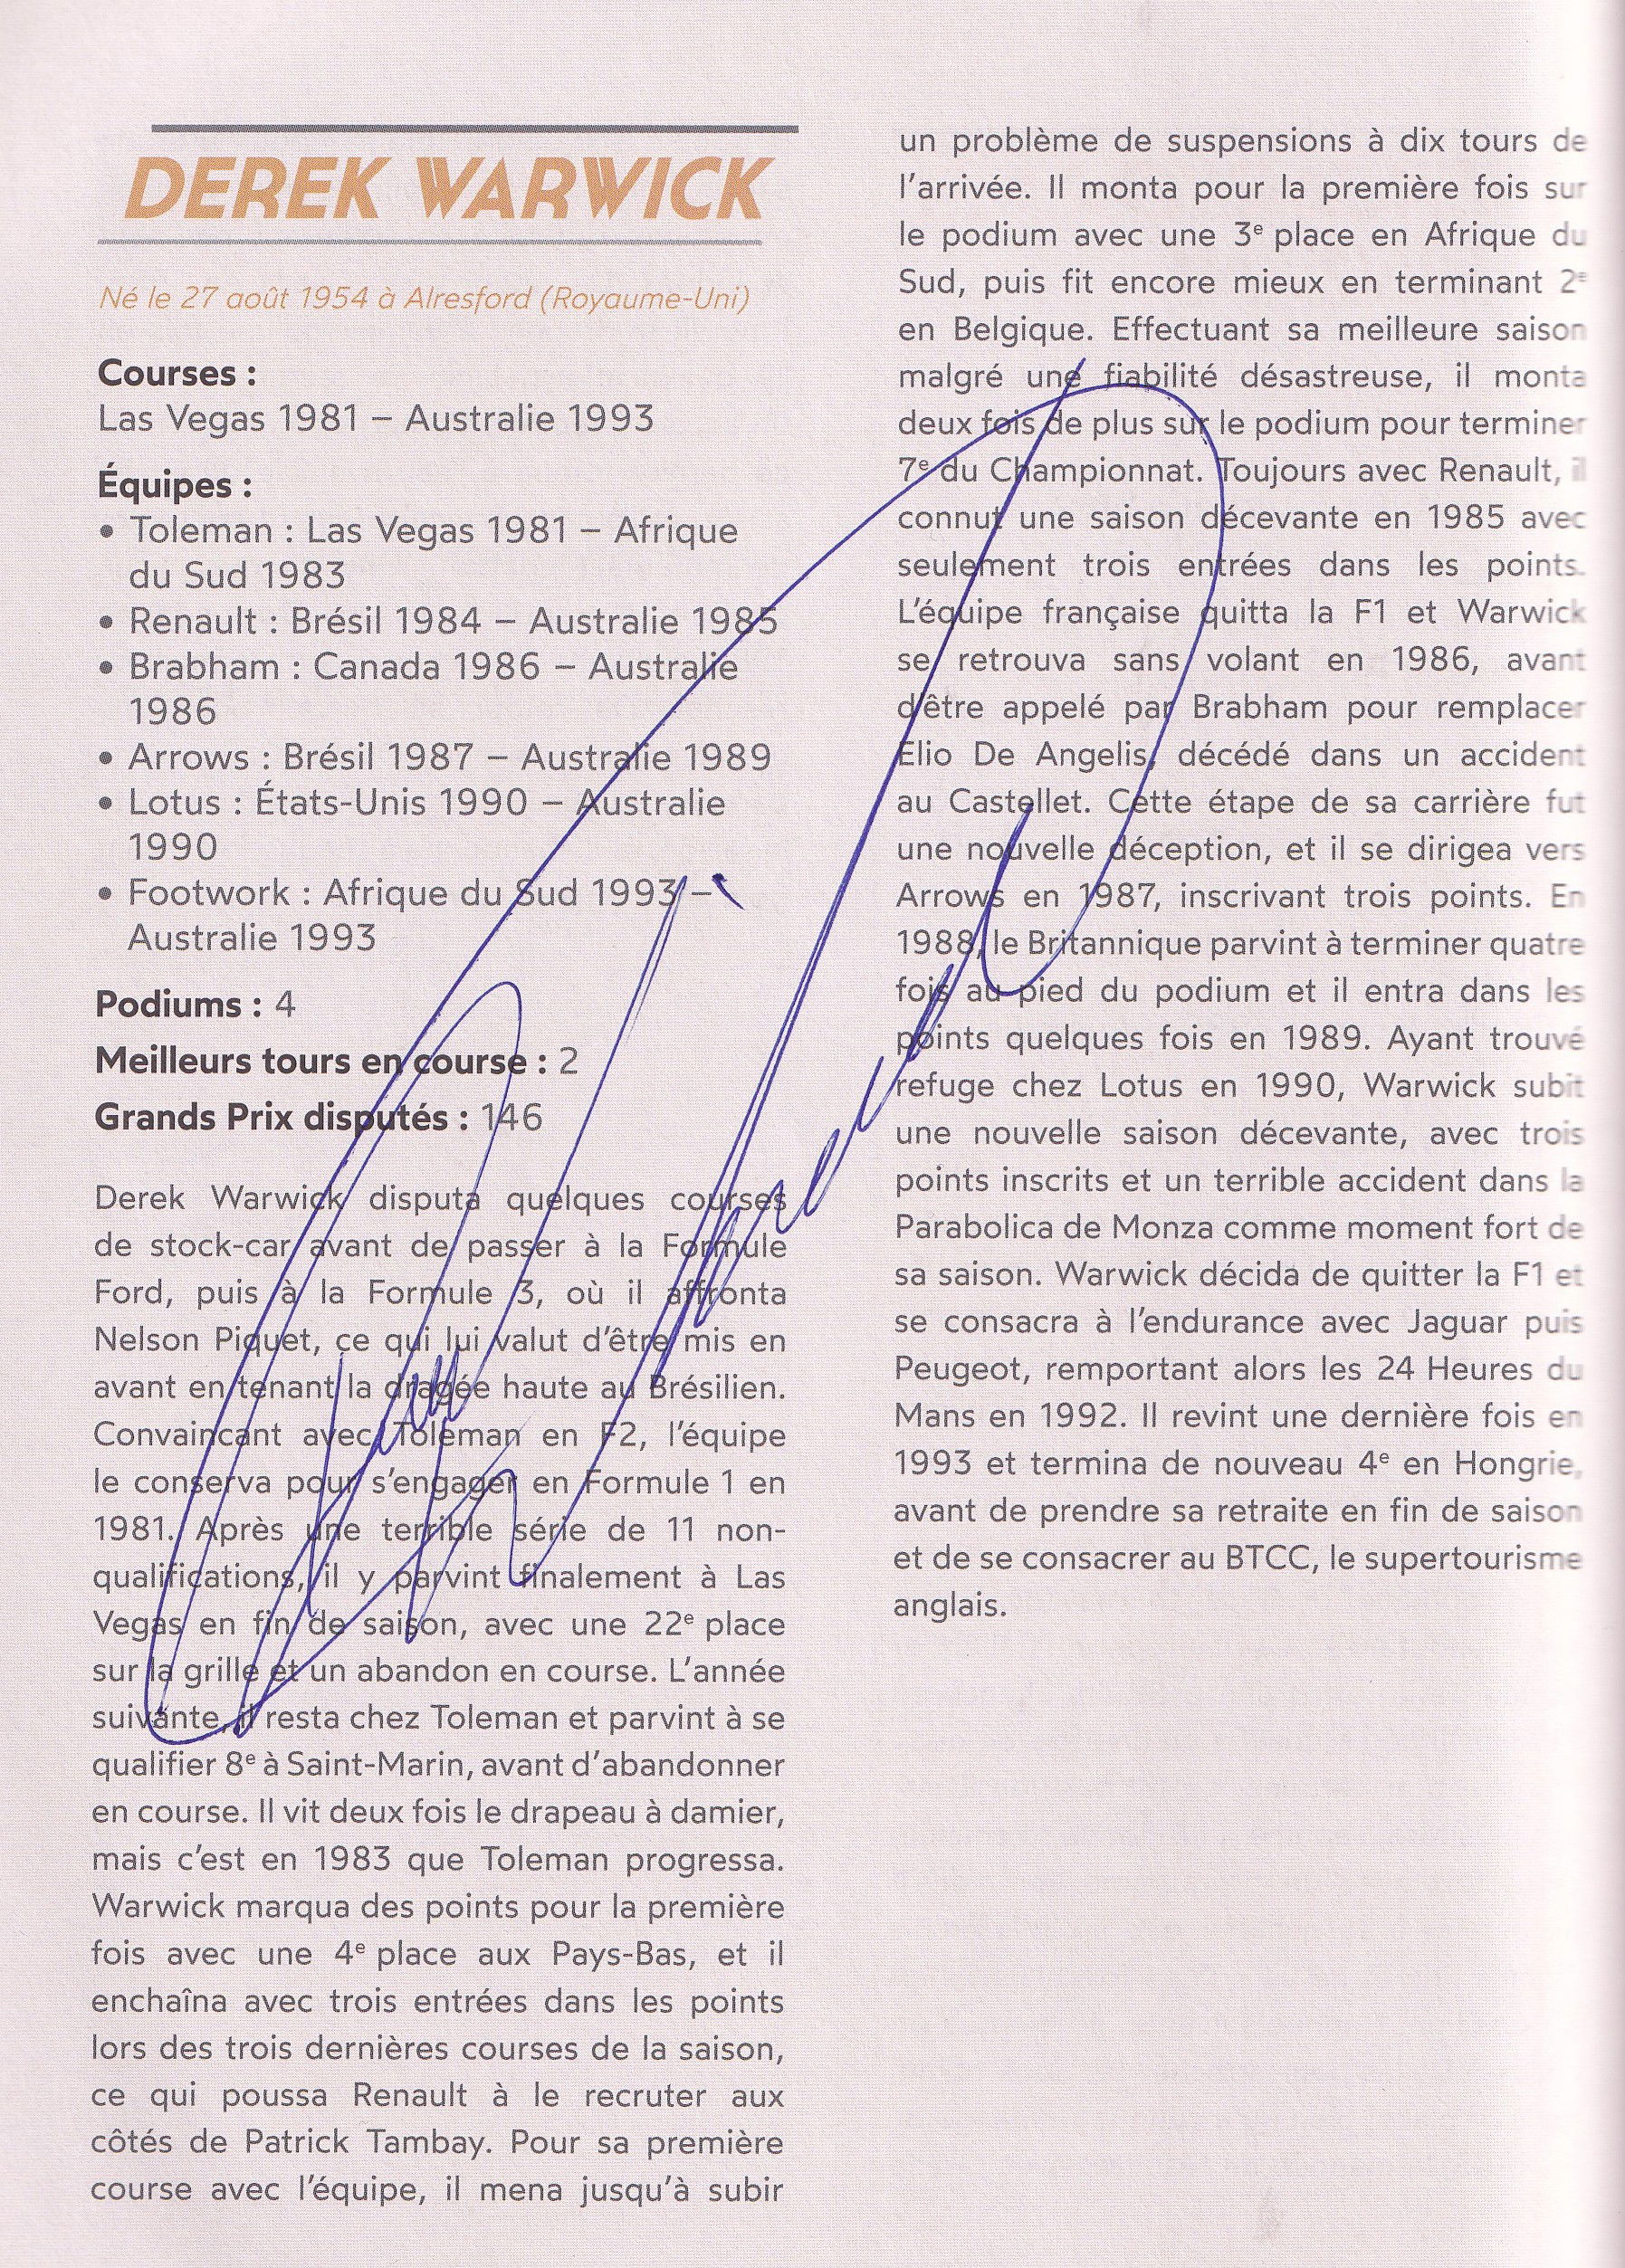 DEREK WARWICK
Né le 27 août 1954 à Alresford (Royaume-Uni)
Courses :
Las Vegas 1981 – Australie 1993
Équipes :
• Toleman : Las Vegas 1981 – Afrique
du Sud 1983
• Renault : Brésil 1984 – Australie 1985
• Brabham : Canada 1986 – Australie
1986
• Arrows : Brésil 1987 – Australie 1989
• Lotus : États-Unis 1990 – Australie
1990
• Footwork : Afrique du Sud 1993 –
Australie 1993
Podiums : 4
Meilleurs tours en course : 2
Grands Prix disputés : 146
Derek Warwick disputa quelques courses
de stock-car avant de passer à la Formule
Ford, puis à la Formule 3, où il affronta
Nelson Piquet, ce qui lui valut d'être mis en
avant en tenant la dragée haute au Brésilien.
Convaincant avec Toleman en F2, l'équipe
le conserva pour s'engager en Formule 1 en
1981. Après une terrible série de 11 non-
qualifications, il y parvint finalement à Las
Vegas en fin de saison, avec une 22e place
sur la grille et un abandon en course. L'année
suivante, il resta chez Toleman et parvint à se
qualifier 8e à Saint-Marin, avant d'abandonner
en course. Il vit deux fois le drapeau à damier,
mais c'est en 1983 que Toleman progressa.
Warwick marqua des points pour la première
fois avec une 4e place aux Pays-Bas, et il
enchaîna avec trois entrées dans les points
lors des trois dernières courses de la saison,
ce qui poussa Renault à le recruter aux
côtés de Patrick Tambay. Pour sa première
course avec l'équipe, il mena jusqu'à subir
un problème de suspensions à dix tours de
l'arrivée. Il monta pour la première fois sur
le podium avec une 3e place en Afrique du
Sud, puis fit encore mieux en terminant 2e
en Belgique. Effectuant sa meilleure saison
malgré une fiabilité désastreuse, il monta
deux fois de plus sur le podium pour terminer
7e du Championnat. Toujours avec Renault, il
connut une saison décevante en 1985 avec
seulement trois entrées dans les points.
L'équipe française quitta la F1 et Warwick
se retrouva sans volant en 1986, avant
d'être appelé par Brabham pour remplacer
Elio De Angelis, décédé dans un accident
au Castellet. Cette étape de sa carrière fut
une nouvelle déception, et il se dirigea vers
Arrows en 1987, inscrivant trois points. En
1988, le Britannique parvint à terminer quatre
fois au pied du podium et il entra dans les
points quelques fois en 1989. Ayant trouvé
refuge chez Lotus en 1990, Warwick subit
une nouvelle saison décevante, avec trois
points inscrits et un terrible accident dans la
Parabolica de Monza comme moment fort de
sa saison. Warwick décida de quitter la F1 et
se consacra à l'endurance avec Jaguar puis
Peugeot, remportant alors les 24 Heures du
Mans en 1992. Il revint une dernière fois en
1993 et termina de nouveau 4e en Hongrie,
avant de prendre sa retraite en fin de saison
et de se consacrer au BTCC, le supertourisme
anglais.